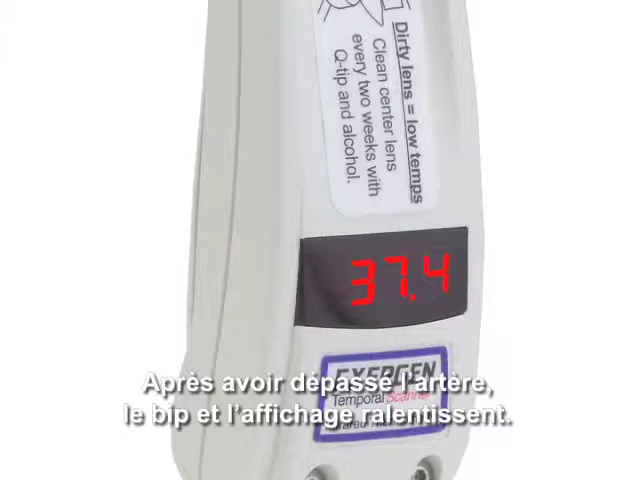 Dirty lens = low temps
Clean center lens
every two weeks with
Q-tip and alcohol.
37.4
EXERGEN
Temporal Scanner
Après avoir dépassé l'artère,
le bip et l'affichage ralentissent.